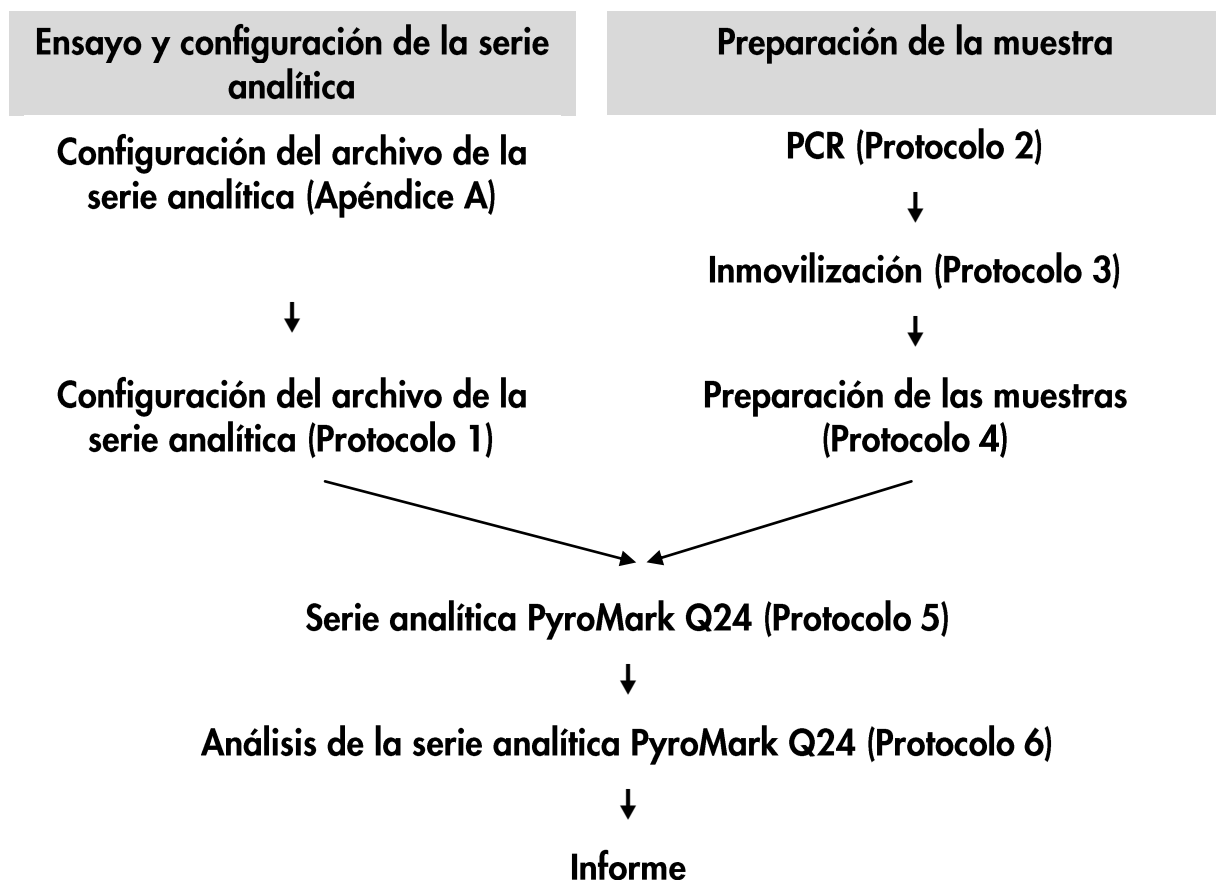 Ensayo y configuración de la serie
analítica
Configuración del archivo de la
serie analítica (Apéndice A)
Configuración del archivo de la
serie analítica (Protocolo 1)
Preparación de la muestra
PCR (Protocolo 2)
Inmovilización (Protocolo 3)
Preparación de las muestras
(Protocolo 4)
Serie analítica PyroMark Q24 (Protocolo 5)
Análisis de la serie analítica PyroMark Q24 (Protocolo 6)
Informe